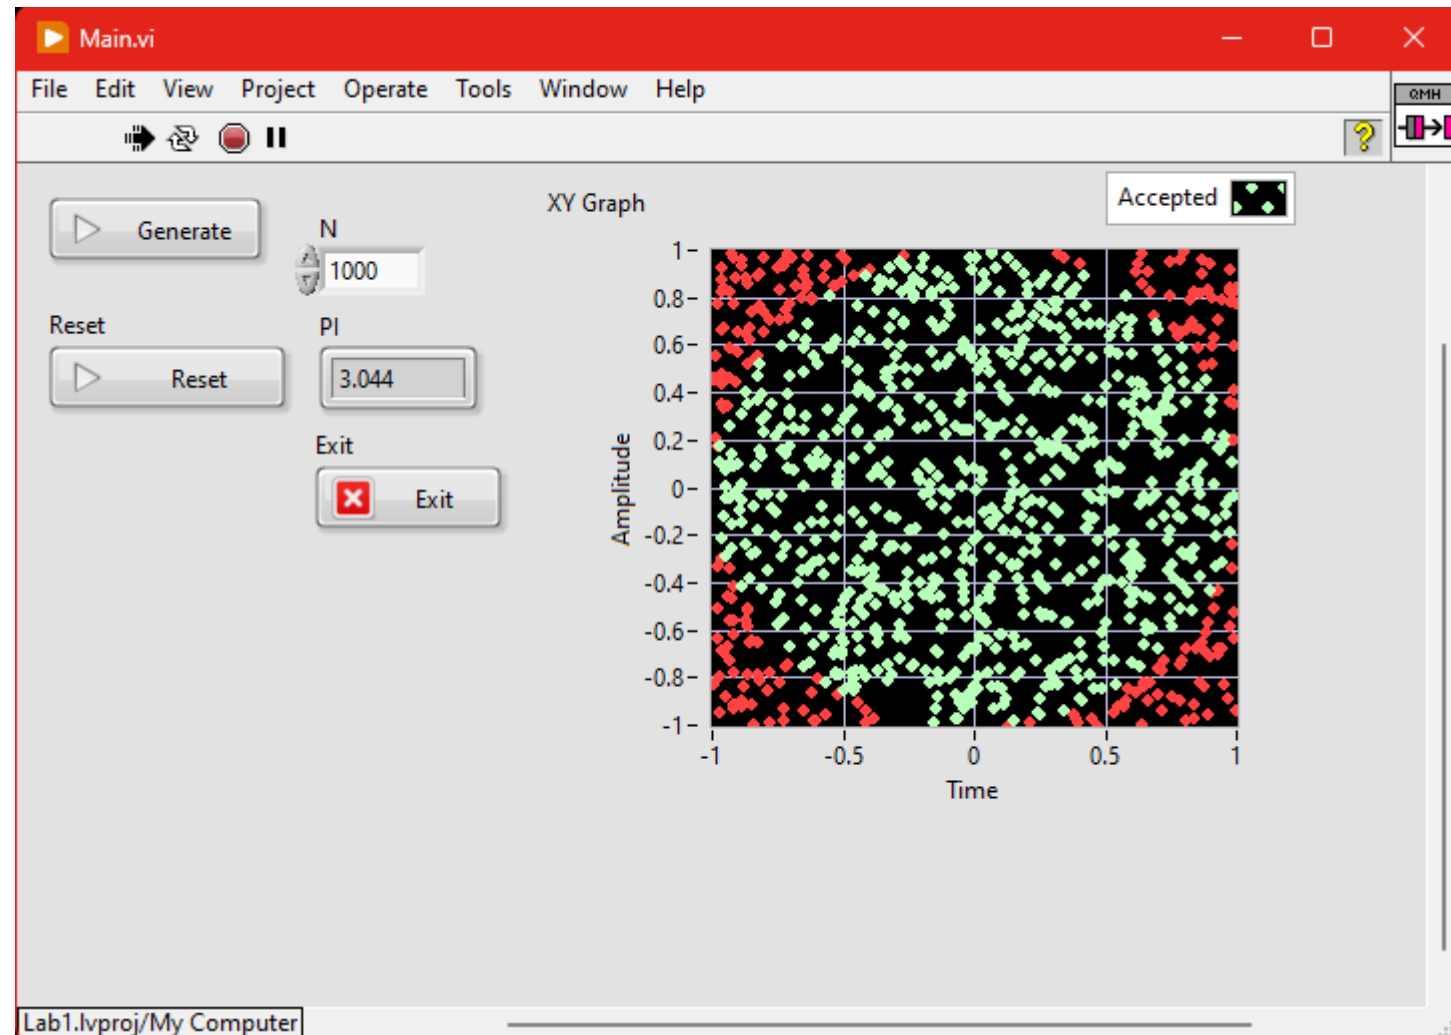 Main.vi
File Edit View Project Operate Tools Window Help
QMH
Generate
N
1000
Reset
Reset
PI
3.044
Exit
Exit
XY Graph
Accepted
Amplitude
1
0.8
0.6
0.4
0.2
0
-0.2
-0.4
-0.6
-0.8
-1
-1 -0.5 0 0.5 1
Time
Lab1.lvproj/My Computer